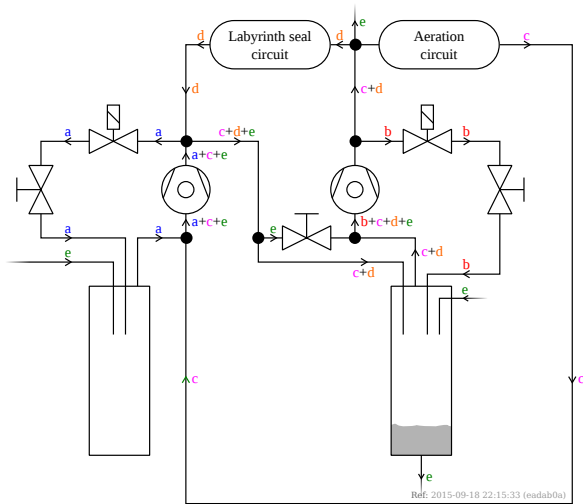 e
d
Labyrinth seal
circuit
d
Aeration
circuit
c
d
c+d
a
a
c+d+e
b
b
a+c+e
a
a
a+c+e
e
b+c+d+e
e
c+d
c+d
b
e
c
c
e
Ref: 2015-09-18 22:15:33 (eadab0a)